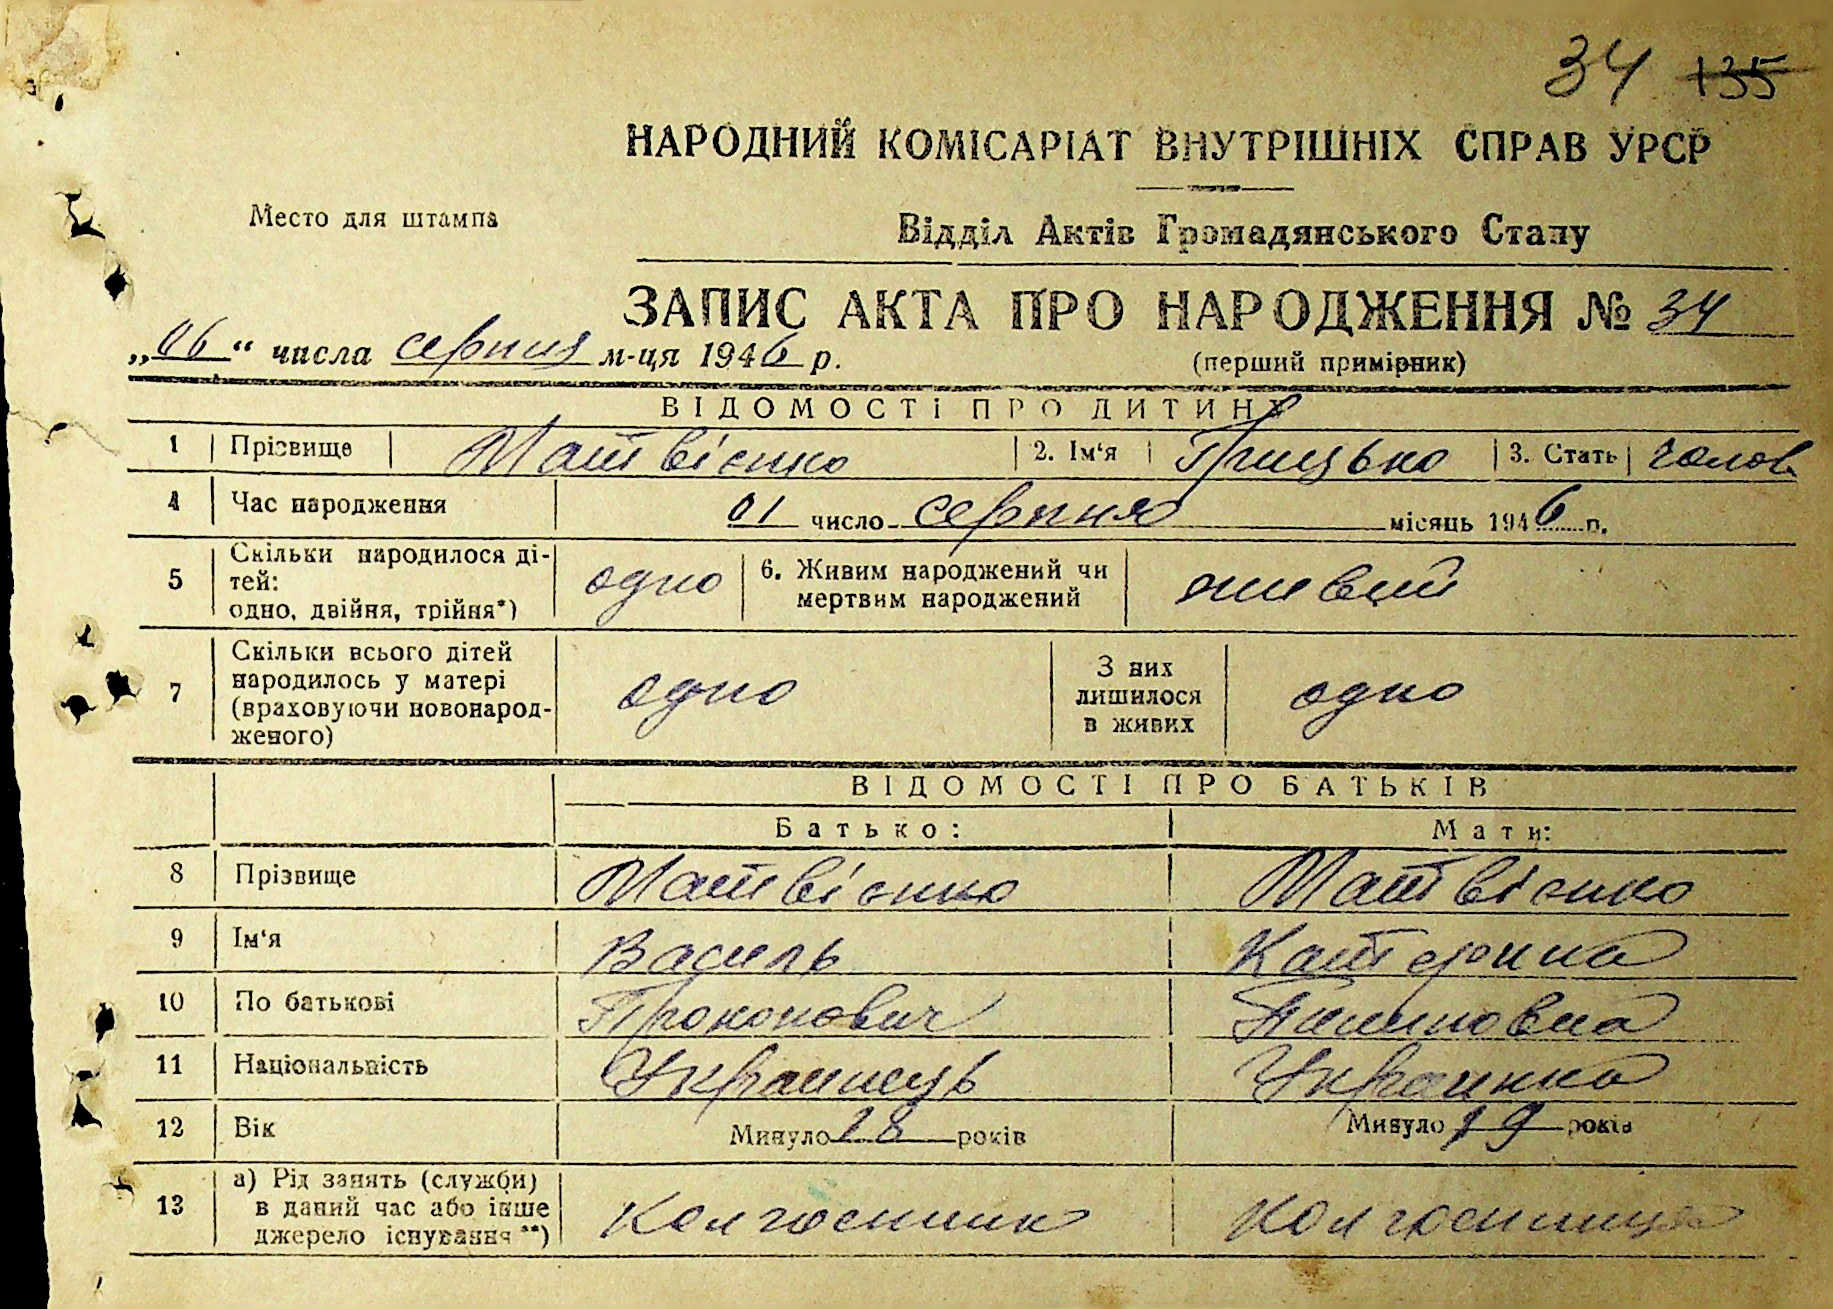 34 135
НАРОДНИЙ КОМІСАРІАТ ВНУТРІШНІХ СПРАВ УРСР
Место для штампа
Відділ Актів Громадянського Стану
ЗАПИС АКТА ПРО НАРОДЖЕННЯ № 34
„06“ числа серпня м-ця 1946 р.
(перший примірник)
ВІДОМОСТІ ПРО ДИТИНУ
1 Прізвище Матвієнко 2. Ім‘я Грицько 3. Стать чолов
4 Час народження 01 число серпня місяць 1946 р.
5 Скільки народилося ді-
тей:
одно, двійня, трійня*) одно 6. Живим народжений чи
мертвим народжений живий
7 Скільки всього дітей
народилось у матері
(враховуючи новонарод-
женого) одно З них
лишилося
в живих одно
ВІДОМОСТІ ПРО БАТЬКІВ
Батько: Мати:
8 Прізвище Матвієнко Матвієнко
9 Ім‘я Василь Катерина
10 По батькові Прокопович
11 Національність Українець Українка
12 Вік Минуло 28 років Минуло 19 років
13 а) Рід занять (служби)
в даний час або інше
джерело існування**) Колгоспник Колгоспниця